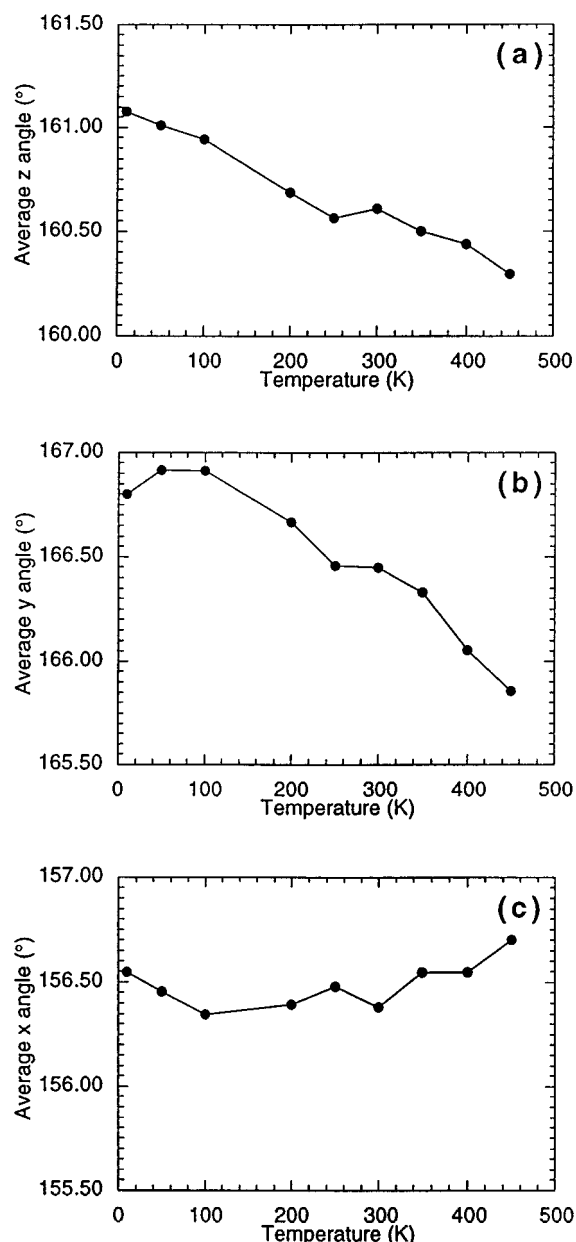 161.50
(a)
161.00
160.50
160.00
Average z angle (°)
0 100 200 300 400 500
Temperature (K)
167.00
(b)
166.50
166.00
165.50
Average y angle (°)
0 100 200 300 400 500
Temperature (K)
157.00
(c)
156.50
156.00
155.50
Average x angle (°)
0 100 200 300 400 500
Temperature (K)